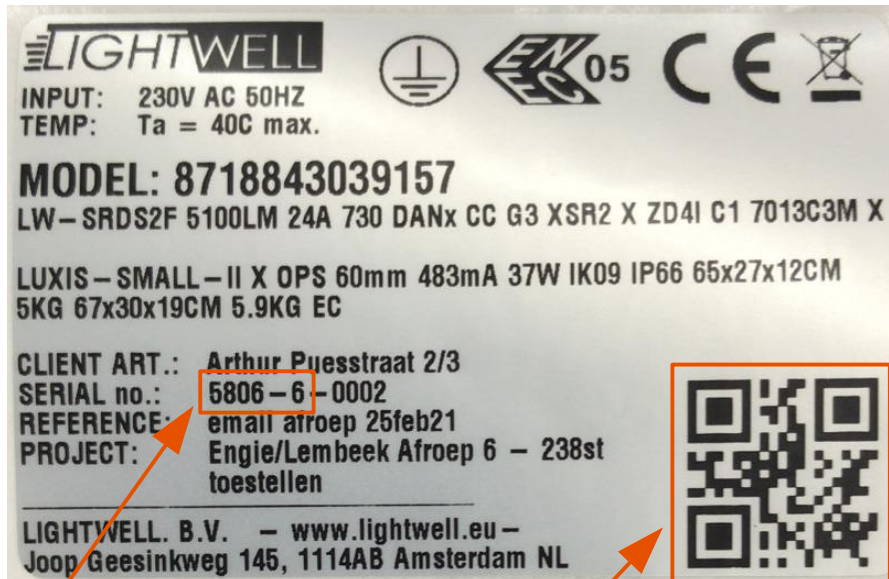 LIGHTWELL
05
INPUT: 230V AC 50HZ
TEMP: Ta = 40C max.
MODEL: 8718843039157
LW-SRDS2F 5100LM 24A 730 DANx CC G3 XSR2 X ZD4I C1 7013C3M X
LUXIS-SMALL-II X OPS 60mm 483mA 37W IK09 IP66 65x27x12CM
5KG 67x30x19CM 5.9KG EC
CLIENT ART.: Arthur Puesstraat 2/3
SERIAL no.: 5806-6-0002
REFERENCE: email afroep 25feb21
PROJECT: Engie/Lembeek Afroep 6 - 238st
toestellen
LIGHTWELL. B.V. - www.lightwell.eu-
Joop Geesinkweg 145, 1114AB Amsterdam NL